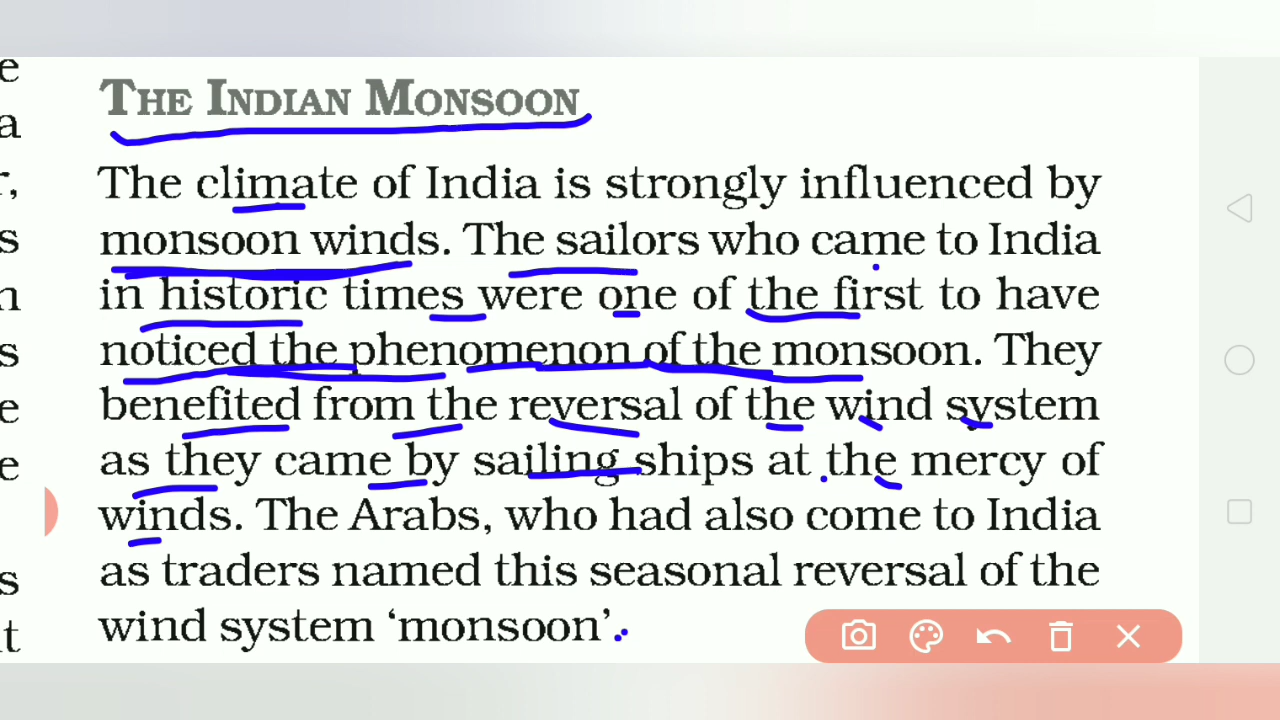 THE INDIAN MONSOON
The climate of India is strongly influenced by
monsoon winds. The sailors who came to India
in historic times were one of the first to have
noticed the phenomenon of the monsoon. They
benefited from the reversal of the wind system
as they came by sailing ships at the mercy of
winds. The Arabs, who had also come to India
as traders named this seasonal reversal of the
wind system ‘monsoon’.